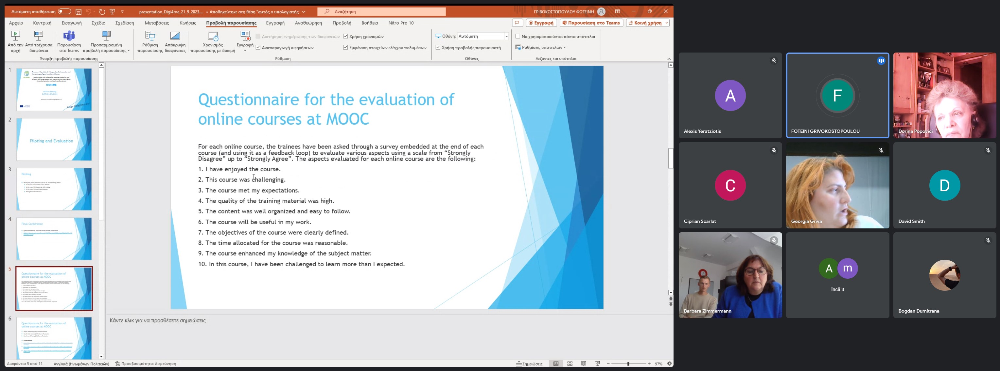 Αυτόματη αποθήκευση
presentation_Digi4me_21_9_2023.... • Αποθηκεύτηκε στη θέση "αυτός ο υπολογιστής"
Αναζήτηση
ΓΡΙΒΟΚΩΣΤΟΠΟΥΛΟΥ ΦΩΤΕΙΝΗ
Αρχείο Κεντρική Εισαγωγή Σχέδιο Σχεδίαση Μεταβάσεις Κινήσεις Προβολή παρουσίασης Εγγραφή Αναθεώρηση Προβολή Βοήθεια Nitro Pro 10
Εγγραφή Παρουσίαση στο Teams Κοινή χρήση
Από την αρχή
Από τρέχουσα διαφάνεια
Παρουσίαση στο Teams
Προσαρμοσμένη προβολή παρουσίασης
Έναρξη προβολής παρουσίασης
Ρύθμιση παρουσίασης
Απόκρυψη διαφάνειας
Χρονισμός παρουσίασης με δοκιμή
Εγγραφή
Διατήρηση ενημέρωσης των διαφανειών
Αναπαραγωγή αφηγήσεων
Χρήση χρονισμών
Εμφάνιση στοιχείων ελέγχου πολυμέσων
Ρύθμιση
Οθόνη: Αυτόματη
Χρήση προβολής παρουσιαστή
Οθόνες
Να χρησιμοποιούνται πάντα υπότιτλοι
Ρυθμίσεις υπότιτλων
Λεζάντες και υπότιτλοι
1
DIGI4ME
2
Piloting and Evaluation
3
Piloting
4
Final Conference
5
Questionnaire for the evaluation of
online courses at MOOC
6
Questionnaire for the evaluation of
online courses at MOOC
Questionnaire for the evaluation of
online courses at MOOC
For each online course, the trainees have been asked through a survey embedded at the end of each
course (and using it as a feedback loop) to evaluate various aspects using a scale from “Strongly
Disagree” up to “Strongly Agree”. The aspects evaluated for each online course are the following:
1. I have enjoyed the course.
2. This course was challenging.
3. The course met my expectations.
4. The quality of the training material was high.
5. The content was well organized and easy to follow.
6. The course will be useful in my work.
7. The objectives of the course were clearly defined.
8. The time allocated for the course was reasonable.
9. The course enhanced my knowledge of the subject matter.
10. In this course, I have been challenged to learn more than I expected.
Κάντε κλικ για να προσθέσετε σημειώσεις
Διαφάνεια 5 από 11 Αγγλικά (Ηνωμένων Πολιτειών) Προσβασιμότητα: Διερεύνηση
Σημειώσεις
97%
A
Alexis Yeratziotis
F
FOTEINI GRIVOKOSTOPOULOU
Dorina Popovici
C
Ciprian Scarlat
Georgia Griva
D
David Smith
Barbara Zimmermann
A m
Încă 3
Bogdan Dumitrana